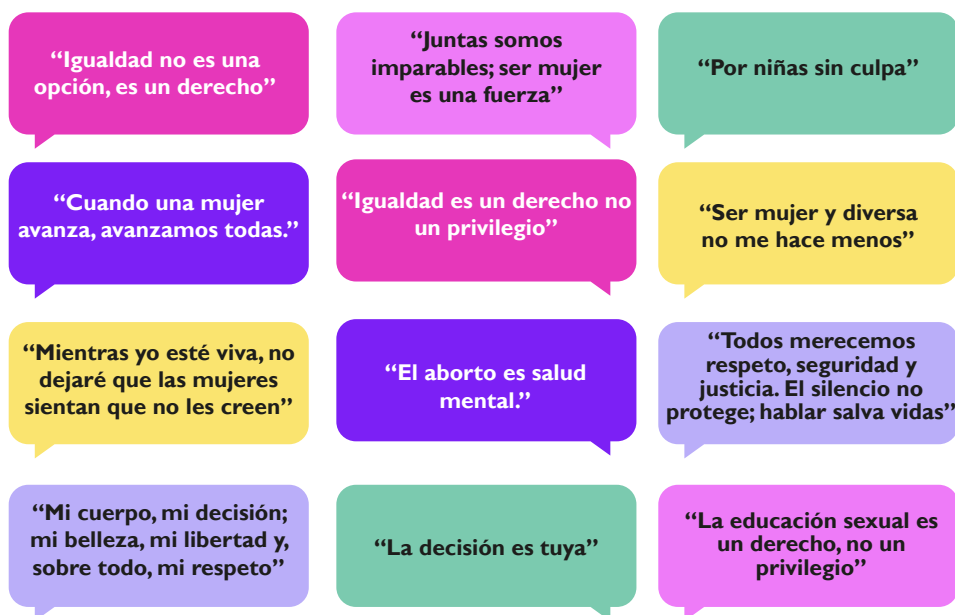 “Igualdad no es una
opción, es un derecho”
“Juntas somos
imparables; ser mujer
es una fuerza”
“Por niñas sin culpa”
“Cuando una mujer
avanza, avanzamos todas.”
“Igualdad es un derecho no
un privilegio”
“Ser mujer y diversa
no me hace menos”
“Mientras yo esté viva, no
dejaré que las mujeres
sientan que no les creen”
“El aborto es salud
mental.”
“Todos merecemos
respeto, seguridad y
justicia. El silencio no
protege; hablar salva vidas”
“Mi cuerpo, mi decisión;
mi belleza, mi libertad y,
sobre todo, mi respeto”
“La decisión es tuya”
“La educación sexual es
un derecho, no un
privilegio”